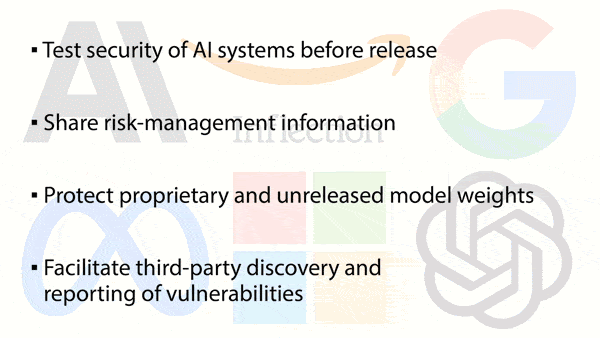 ▪ Test security of AI systems before release
▪ Share risk-management information
Inflection
▪ Protect proprietary and unreleased model weights
▪ Facilitate third-party discovery and
reporting of vulnerabilities